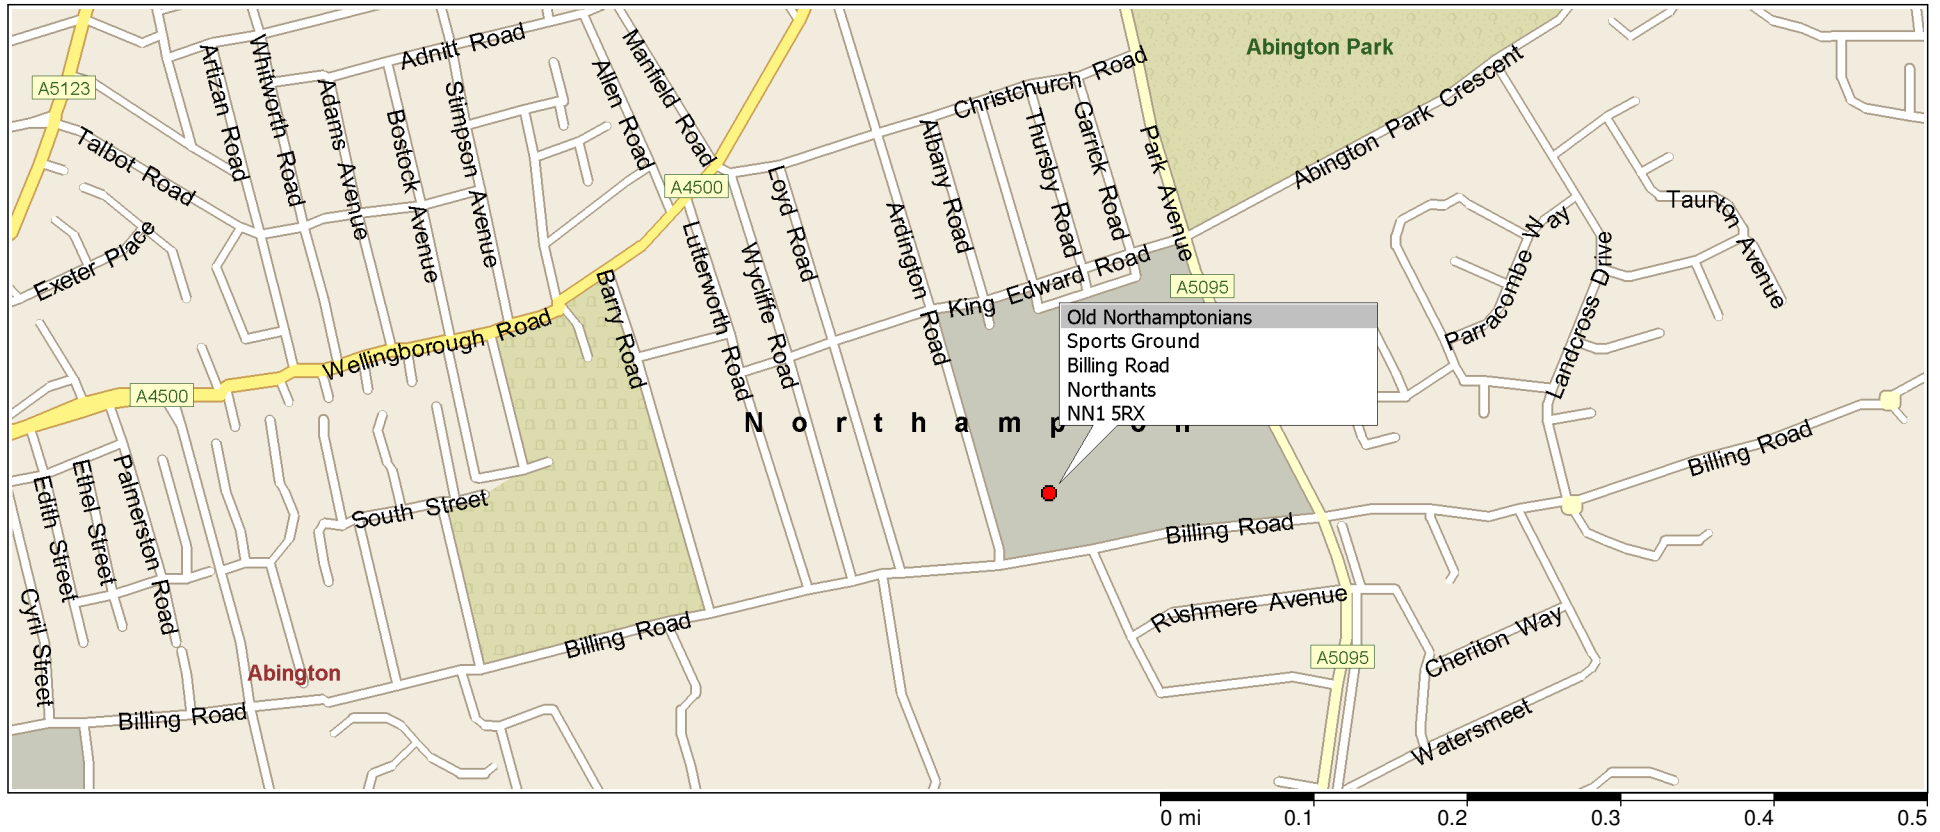 Abington Park
A5123
Adnitt Road
Manfield Road
Artizan Road
Whitworth Road
Adams Avenue
Bostock Avenue
Stimpson Avenue
Allen Road
Christchurch Road
Abington Park Crescent
Talbot Road
Albany Road
Thursby Road
Garrick Road
Park Avenue
A4500
Loyd Road
Ardington Road
Taunton Avenue
Exeter Place
Lutterworth Road
Wycliffe Road
King Edward Road
A5095
Parracombe Way
Landcross Drive
Barry Road
Wellingborough Road
Old Northamptonians
Sports Ground
Billing Road
Northants
NN1 5RX
A4500
Northampton
Billing Road
Edith Street
Ethel Street
Palmerston Road
South Street
Billing Road
Cyril Street
Rushmere Avenue
Billing Road
Cheriton Way
A5095
Abington
Billing Road
Watersmeet
0 mi 0.1 0.2 0.3 0.4 0.5